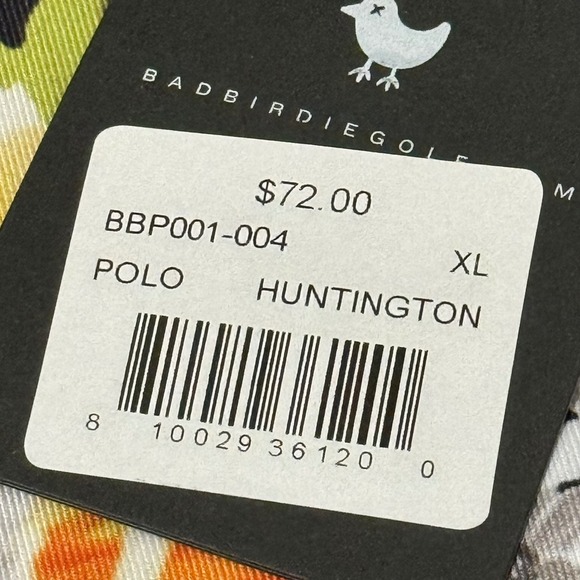 BADBIRDIEGOLF
M
$72.00
BBP001-004
XL
POLO HUNTINGTON
8 10029 36120 0